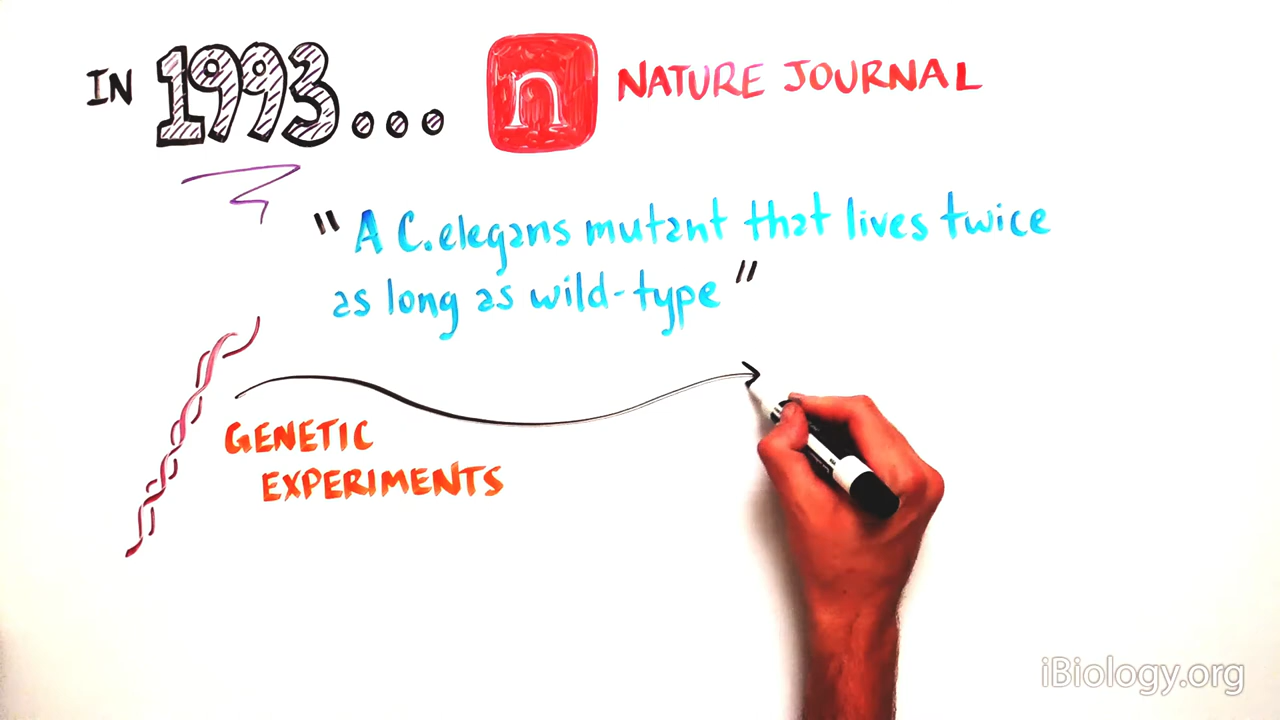 IN 1993... n NATURE JOURNAL
"A C.elegans mutant that lives twice
as long as wild-type"
GENETIC
EXPERIMENTS
iBiology.org